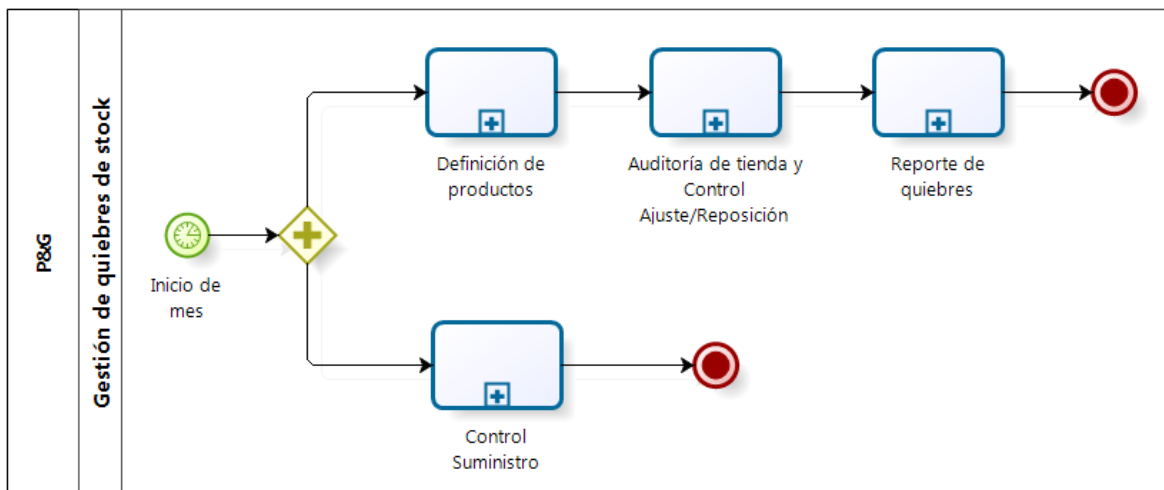 P&G
Gestión de quiebres de stock
Inicio de
mes
Definición de
productos
Auditoría de tienda y
Control
Ajuste/Reposición
Reporte de
quiebres
Control
Suministro